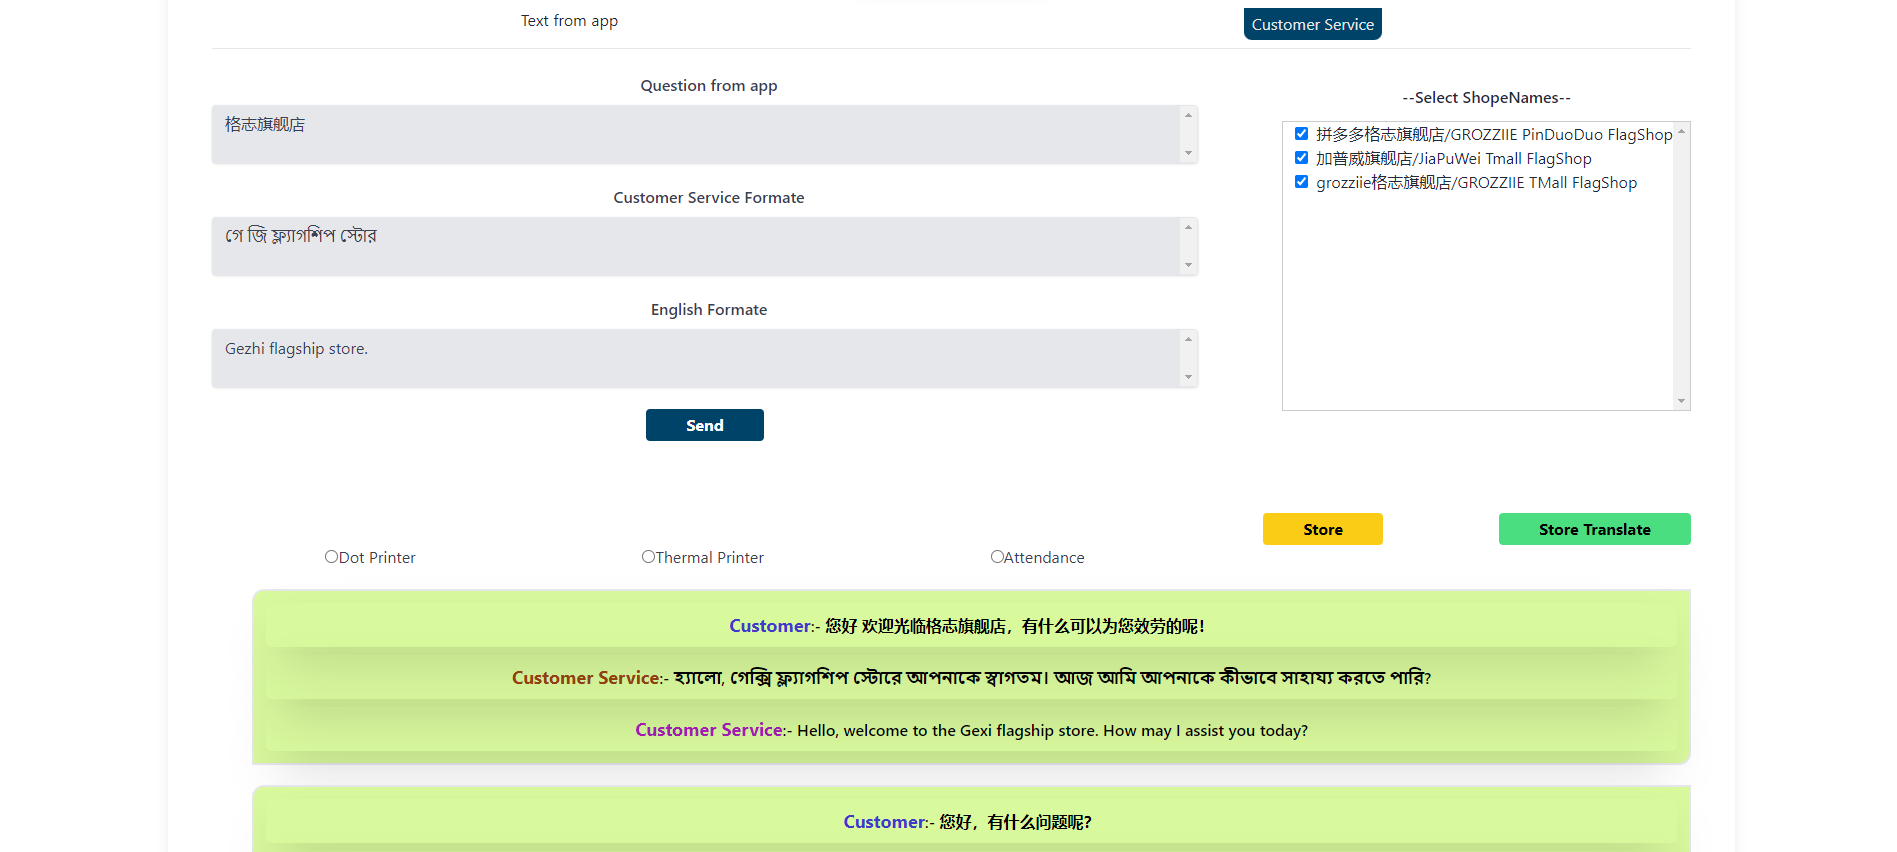 Text from app
Customer Service
Question from app
格志旗舰店
Customer Service Formate
গে জি ফ্ল্যাগশিপ স্টোর
English Formate
Gezhi flagship store.
Send
--Select ShopeNames--
拼多多格志旗舰店/GROZZIIE PinDuoDuo FlagShop
加普威旗舰店/JiaPuWei Tmall FlagShop
grozziie格志旗舰店/GROZZIIE TMall FlagShop
Store
Store Translate
Dot Printer
Thermal Printer
Attendance
Customer:- 您好 欢迎光临格志旗舰店，有什么可以为您效劳的呢！
Customer Service:- হ্যালো, গেক্সি ফ্ল্যাগশিপ স্টোরে আপনাকে স্বাগতম। আজ আমি আপনাকে কীভাবে সাহায্য করতে পারি?
Customer Service:- Hello, welcome to the Gexi flagship store. How may I assist you today?
Customer:- 您好，有什么问题呢？